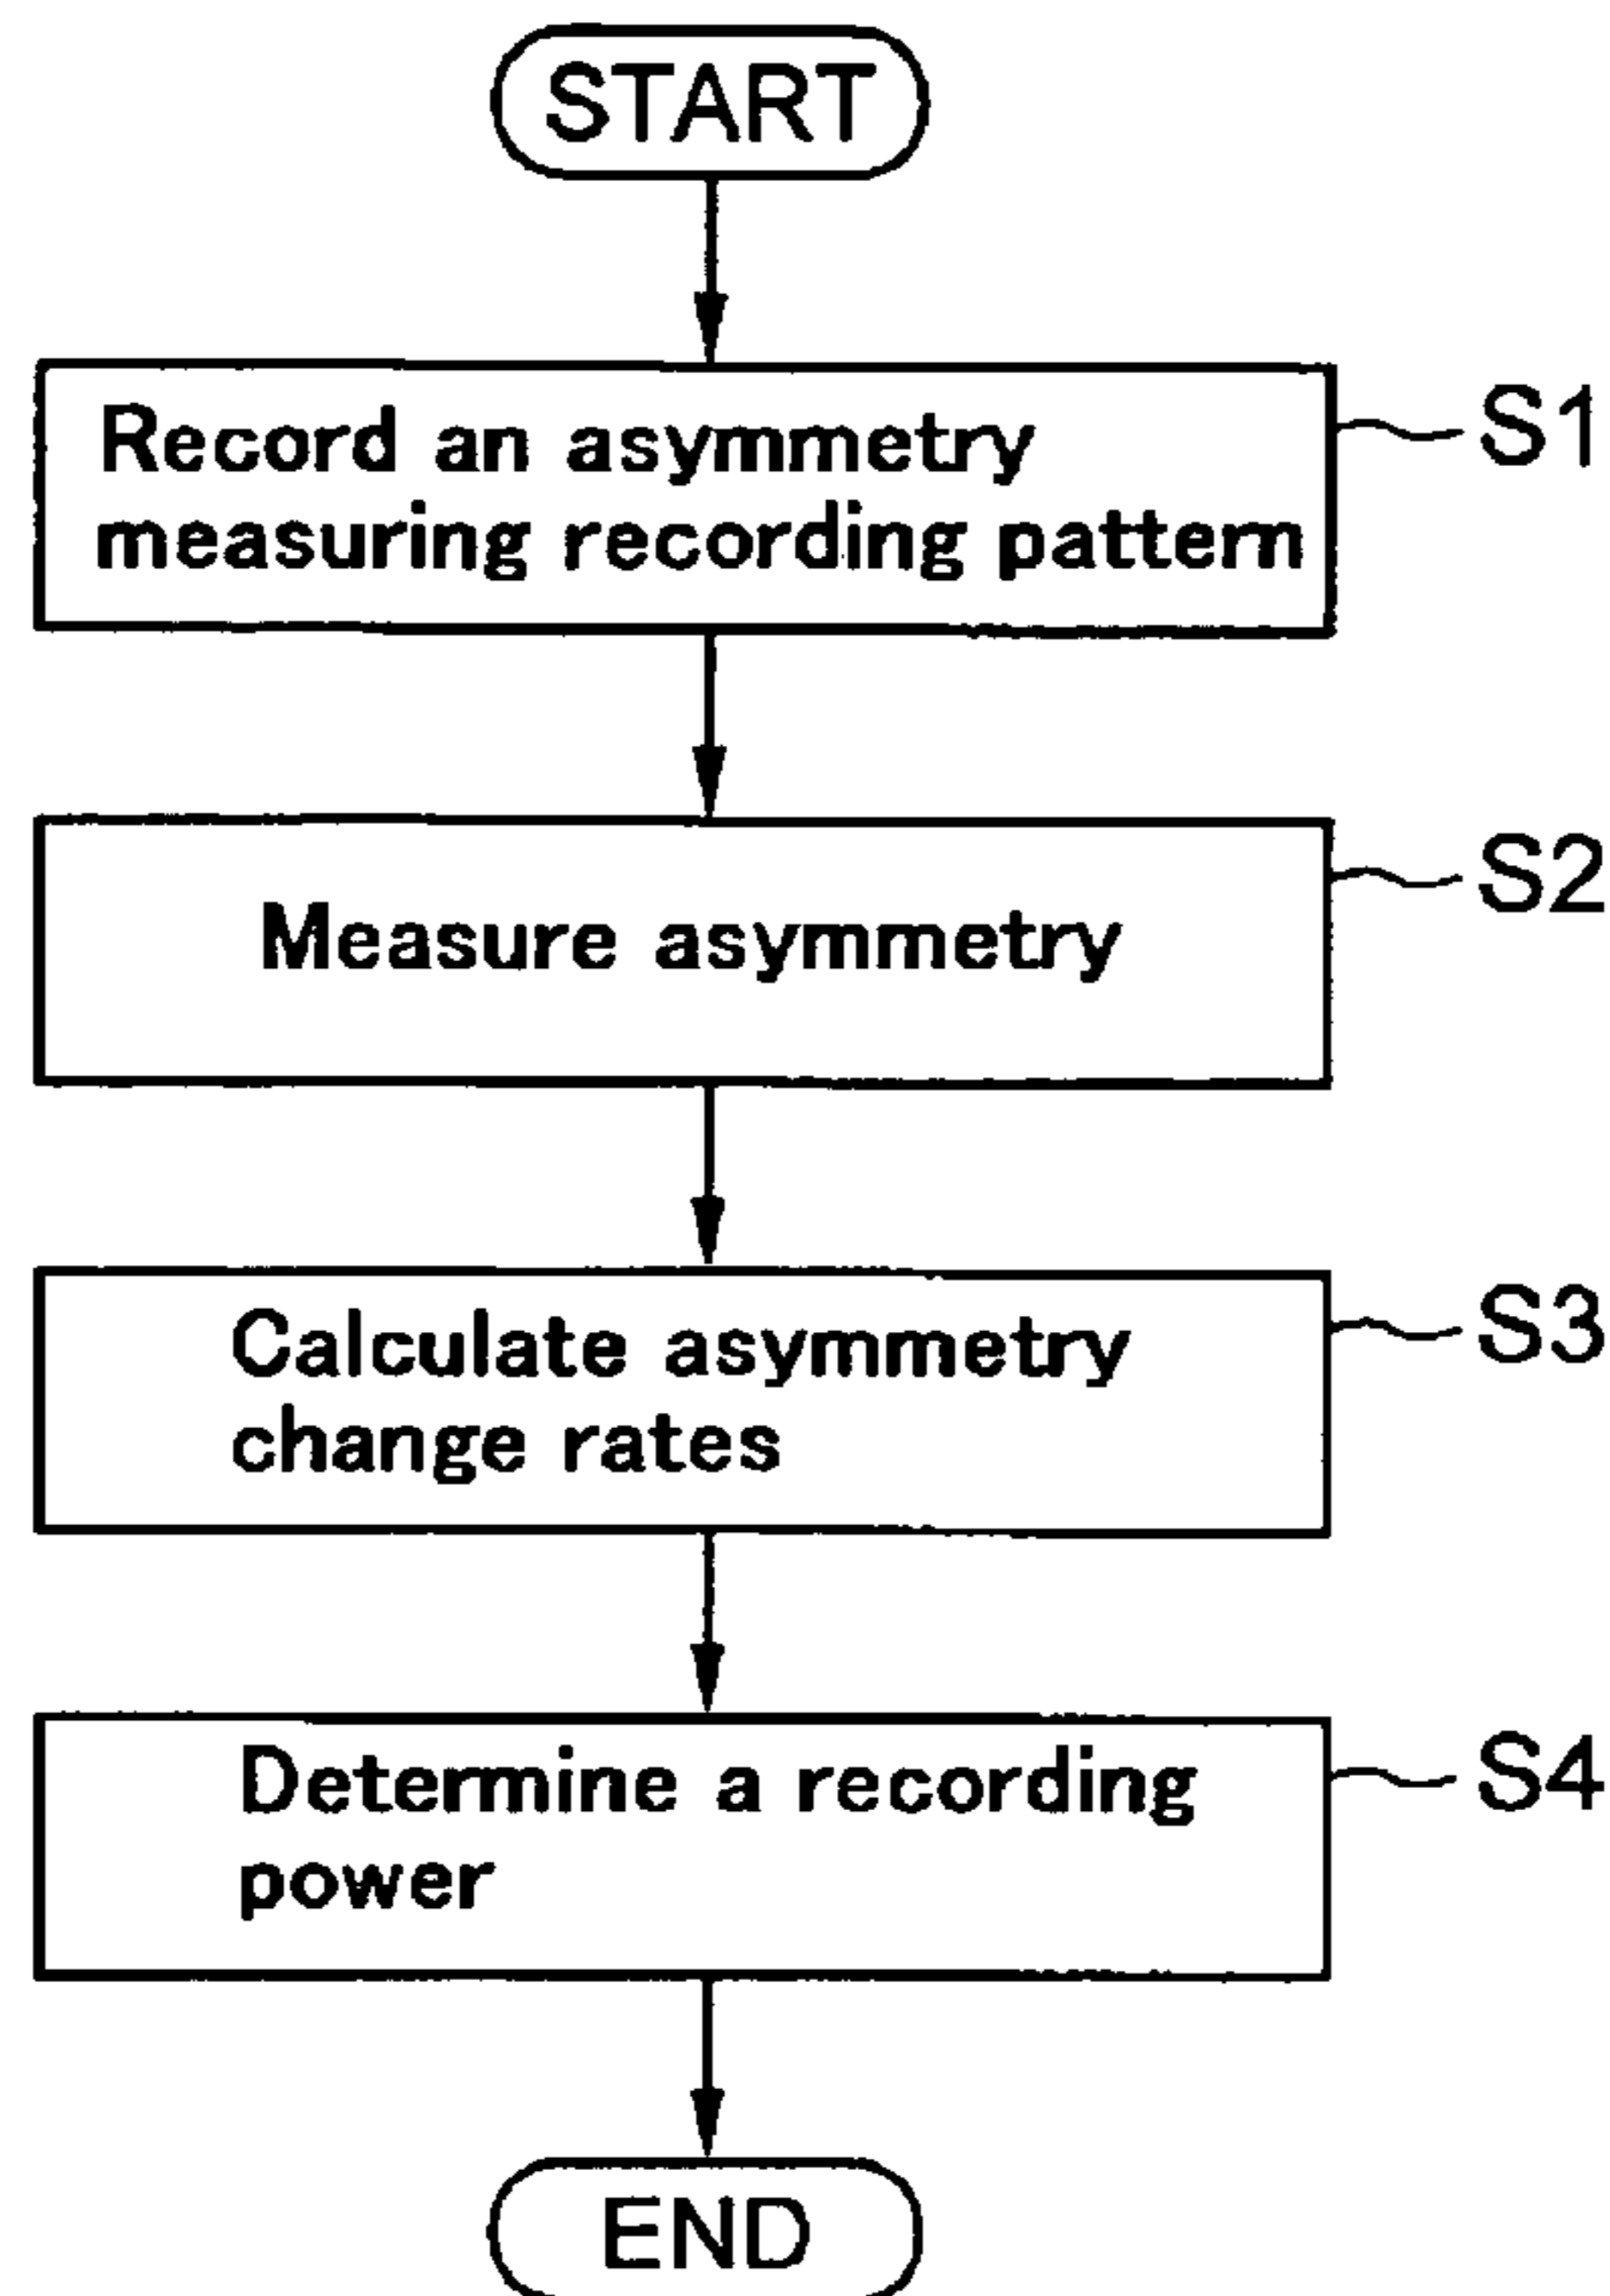 START
Record an asymmetry
measuring recording pattern
S1
Measure asymmetry
S2
Calculate asymmetry
change rates
S3
Determine a recording
power
S4
END